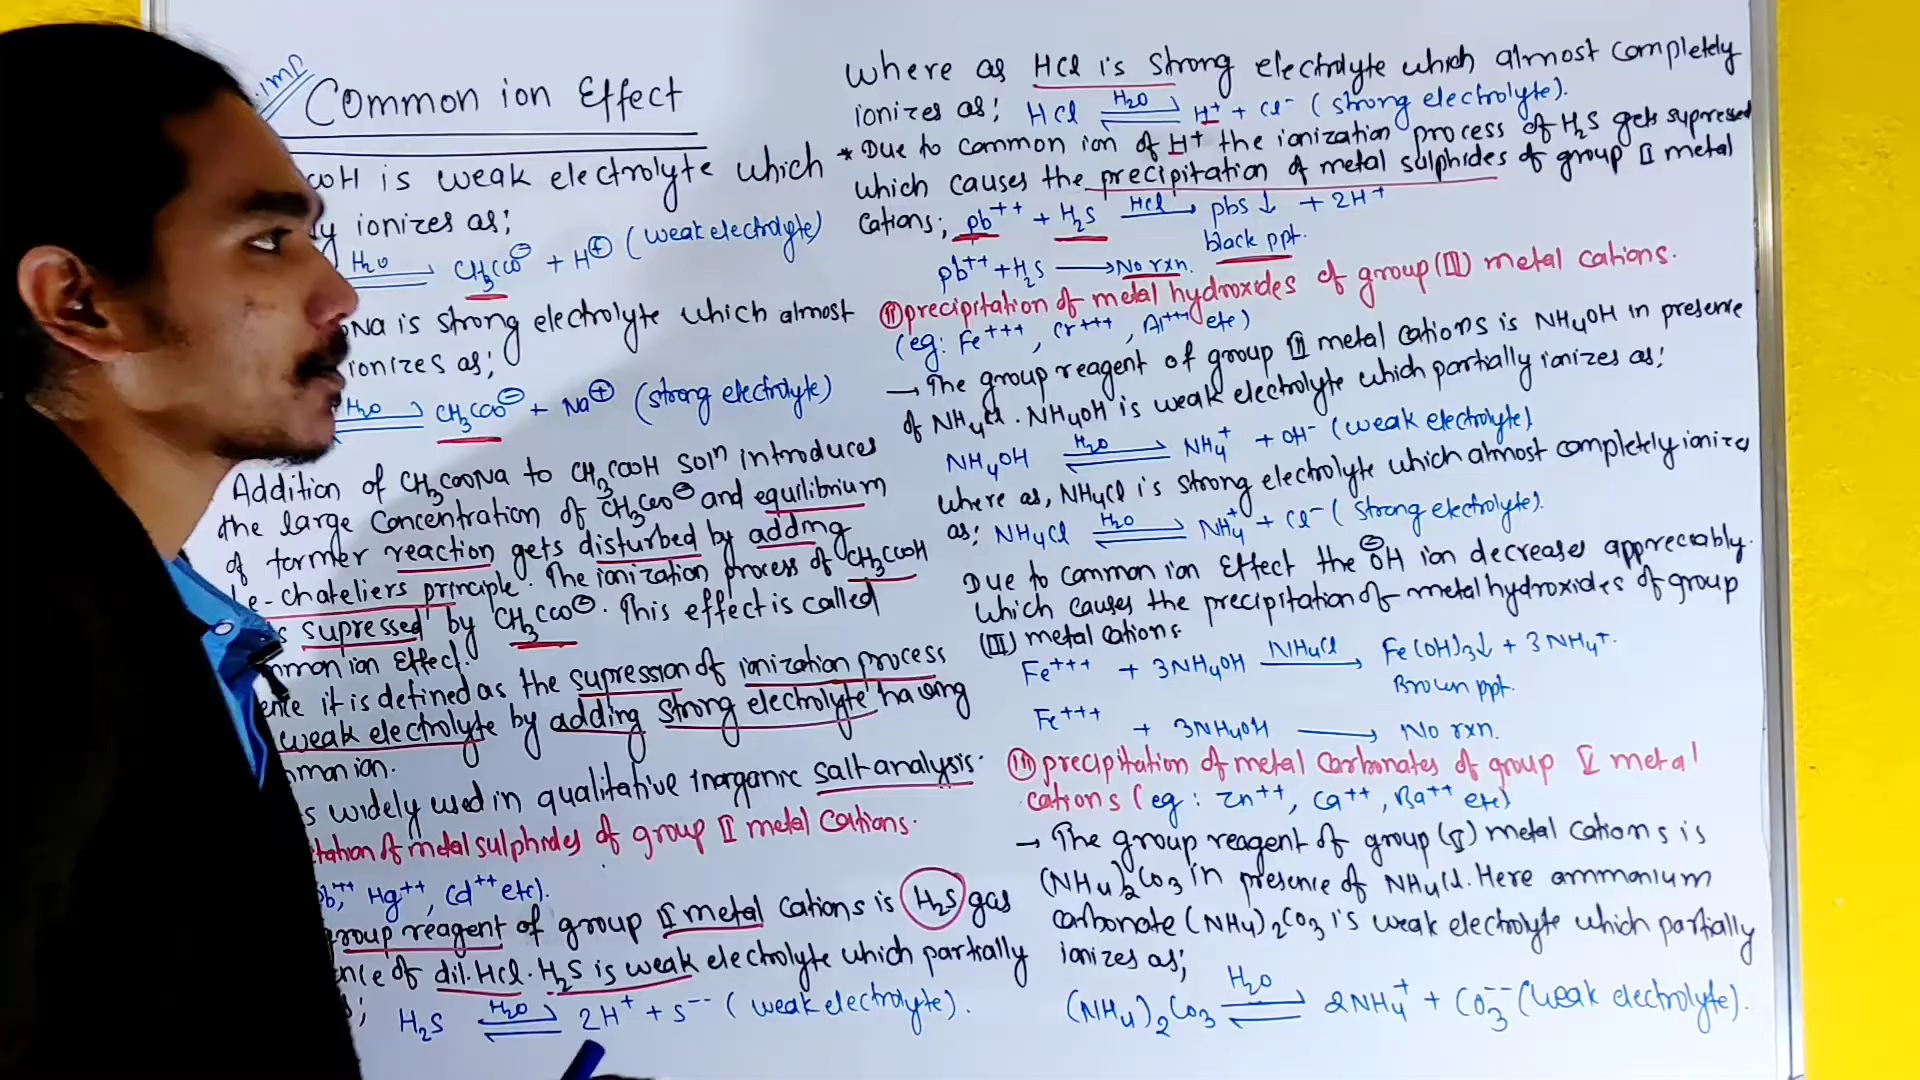 imp
Common ion Effect
is weak electrolyte which
ionizes as;
H₂O CH₃COO⊖ + H⊕ (weak electrolyte)
Na is strong electrolyte which almost
ionizes as;
H₂O CH₃COO⊖ + Na⊕ (strong electrolyte)
Addition of CH₃COONa to CH₃COOH solⁿ introduces
the large concentration of CH₃COO⊖ and equilibrium
of former reaction gets disturbed by adding
le-chateliers principle. The ionization process of CH₃COOH
supressed by CH₃COO⊖. This effect is called
ion effect.
it is defined as the supression of ionization process
weak electrolyte by adding strong electrolyte having
ion.
widely used in qualitative inorganic salt analysis.
of metal sulphides of group II metal cations.
Hg⁺⁺, Cd⁺⁺ etc).
group reagent of group II metal cations is H₂S gas
of dil. HCl. H₂S is weak electrolyte which partially
H₂S ⇌ H₂O 2H⁺ + S⁻⁻ (weak electrolyte).
where as HCl is strong electrolyte which almost completely
ionizes as; HCl ⇌ H₂O H⁺ + Cl⁻ (strong electrolyte).
* Due to common ion of H⁺ the ionization process of H₂S gets supressed
which causes the precipitation of metal sulphides of group II metal
cations; pb⁺⁺ + H₂S HCl → pbs ↓ + 2H⁺
black ppt.
pb⁺⁺ + H₂S → No rxn.
(ii) precipitation of metal hydroxides of group (III) metal cations.
(eg: Fe⁺⁺⁺, Cr⁺⁺⁺, Al⁺⁺⁺ etc)
→ The group reagent of group III metal cations is NH₄OH in presence
of NH₄Cl. NH₄OH is weak electrolyte which partially ionizes as;
NH₄OH ⇌ H₂O NH₄⁺ + OH⁻ (weak electrolyte)
where as, NH₄Cl is strong electrolyte which almost completely ionizes
as; NH₄Cl ⇌ H₂O NH₄⁺ + Cl⁻ (strong electrolyte).
Due to common ion Effect the ⊖OH ion decreases appreciably.
which causes the precipitation of metal hydroxides of group
(III) metal cations.
Fe⁺⁺⁺ + 3NH₄OH NH₄Cl → Fe(OH)₃↓ + 3NH₄⁺.
Brown ppt.
Fe⁺⁺⁺ + 3NH₄OH → No rxn.
(iii) precipitation of metal carbonates of group V metal
cations (eg: Zn⁺⁺, Ca⁺⁺, Ba⁺⁺ etc)
→ The group reagent of group (V) metal cations is
(NH₄)₂CO₃ in presence of NH₄Cl. Here ammonium
carbonate (NH₄)₂CO₃ is weak electrolyte which partially
ionizes as;
(NH₄)₂CO₃ ⇌ H₂O 2NH₄⁺ + CO₃⁻⁻ (weak electrolyte).